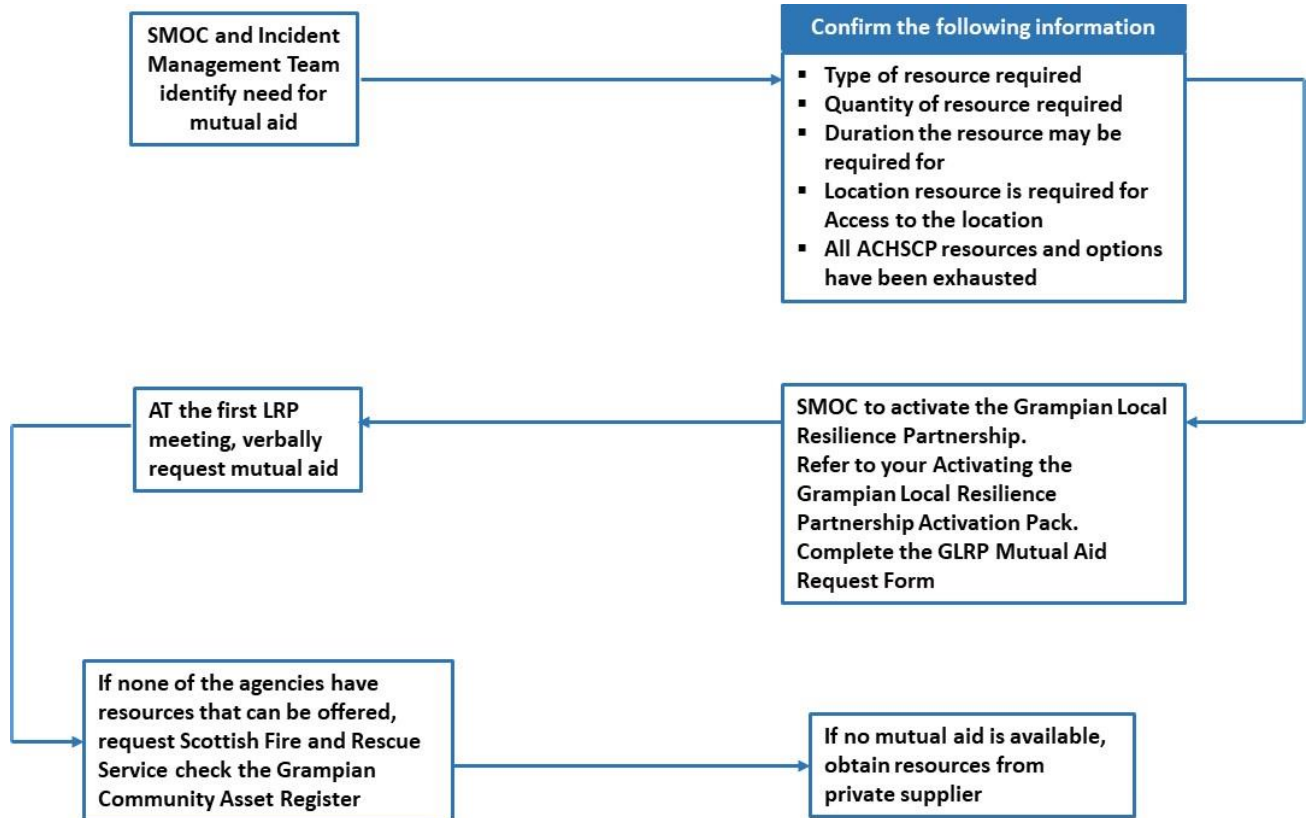 SMOC and Incident
Management Team
identify need for
mutual aid
Confirm the following information
▪ Type of resource required
▪ Quantity of resource required
▪ Duration the resource may be
required for
▪ Location resource is required for
Access to the location
▪ All ACHSCP resources and options
have been exhausted
SMOC to activate the Grampian Local
Resilience Partnership.
Refer to your Activating the
Grampian Local Resilience
Partnership Activation Pack.
Complete the GLRP Mutual Aid
Request Form
AT the first LRP
meeting, verbally
request mutual aid
If none of the agencies have
resources that can be offered,
request Scottish Fire and Rescue
Service check the Grampian
Community Asset Register
If no mutual aid is available,
obtain resources from
private supplier